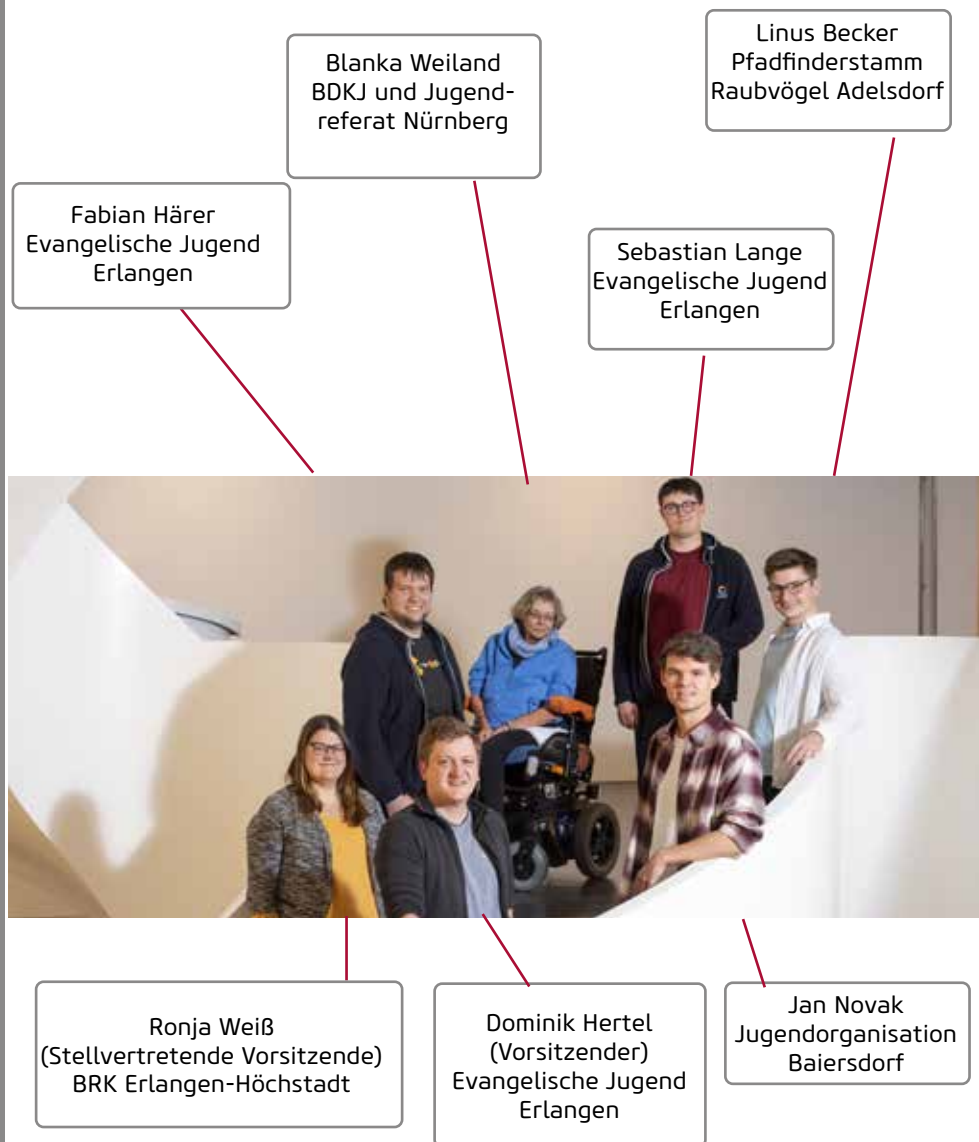 Linus Becker
Pfadfinderstamm
Raubvögel Adelsdorf
Blanka Weiland
BDKJ und Jugend-
referat Nürnberg
Fabian Härer
Evangelische Jugend
Erlangen
Sebastian Lange
Evangelische Jugend
Erlangen
Ronja Weiß
(Stellvertretende Vorsitzende)
BRK Erlangen-Höchstadt
Dominik Hertel
(Vorsitzender)
Evangelische Jugend
Erlangen
Jan Novak
Jugendorganisation
Baiersdorf